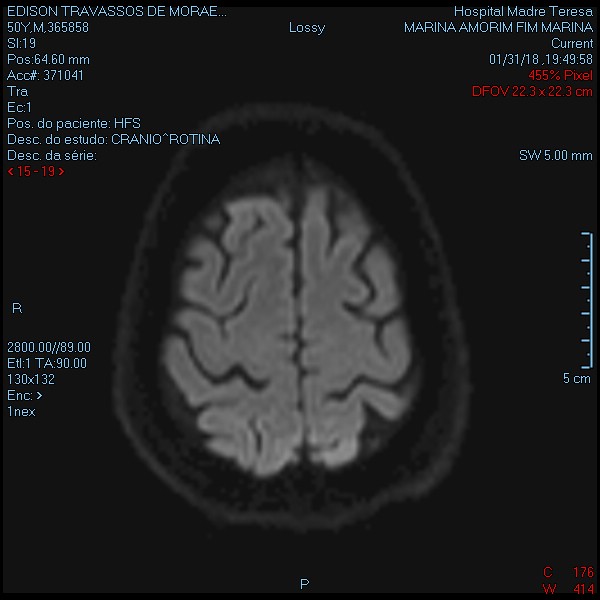 EDISON TRAVASSOS DE MORAE...
50Y,M,365858
Sl:19
Pos:64.60 mm
Acc#: 371041
Tra
Ec:1
Pos. do paciente: HFS
Desc. do estudo: CRANIO^ROTINA
Desc. da série:
< 15 - 19 >
Lossy
Hospital Madre Teresa
MARINA AMORIM FIM MARINA
Current
01/31/18 ,19:49:58
455% Pixel
DFOV 22.3 x 22.3 cm
SW 5.00 mm
R
2800.00//89.00
Etl:1 TA:90.00
130x132
Enc: >
1nex
5 cm
P
C 176
W 414